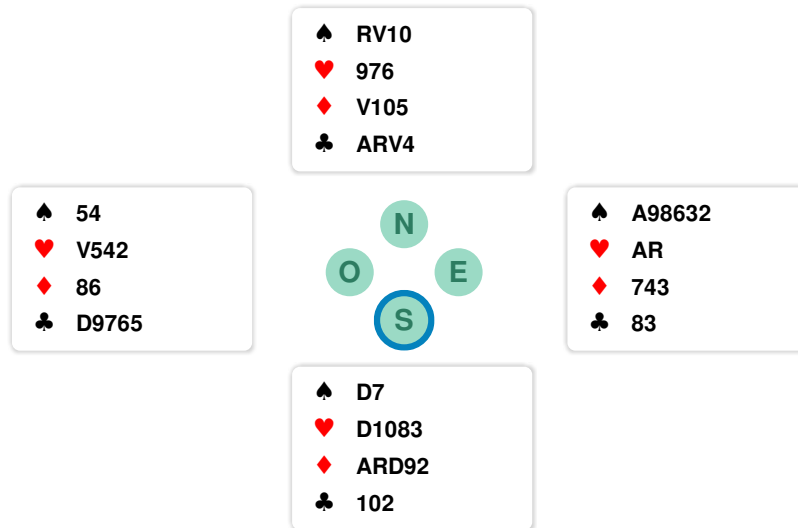 ♠ RV10
♥ 976
♦ V105
♣ ARV4
♠ 54
♥ V542
♦ 86
♣ D9765
N
O E
S
♠ A98632
♥ AR
♦ 743
♣ 83
♠ D7
♥ D1083
♦ ARD92
♣ 102